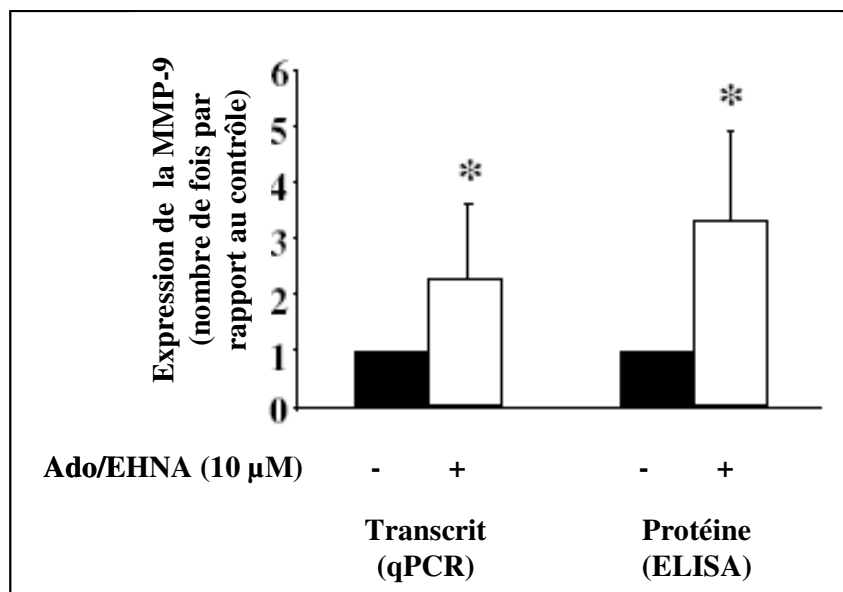 Expression de la MMP-9
(nombre de fois par
rapport au contrôle)
6
5
4
3
2
1
0
*
*
Ado/EHNA (10 µM) - + - +
Transcrit Protéine
(qPCR) (ELISA)